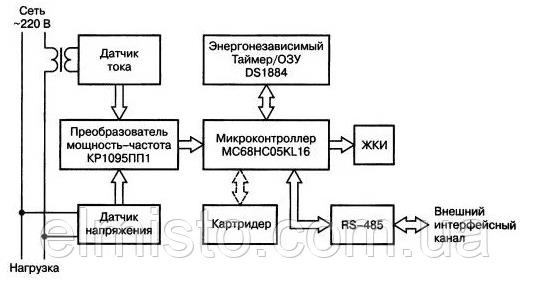 Сеть
~220 В
Датчик
тока
Энергонезависимый
Таймер/ОЗУ
DS1884
Преобразователь
мощность–частота
КР1095ПП1
Микроконтроллер
MC68HC05KL16
ЖКИ
Датчик
напряжения
Картридер
RS–485
Внешний
интерфейсный
канал
Нагрузка
elmisto.com.ua